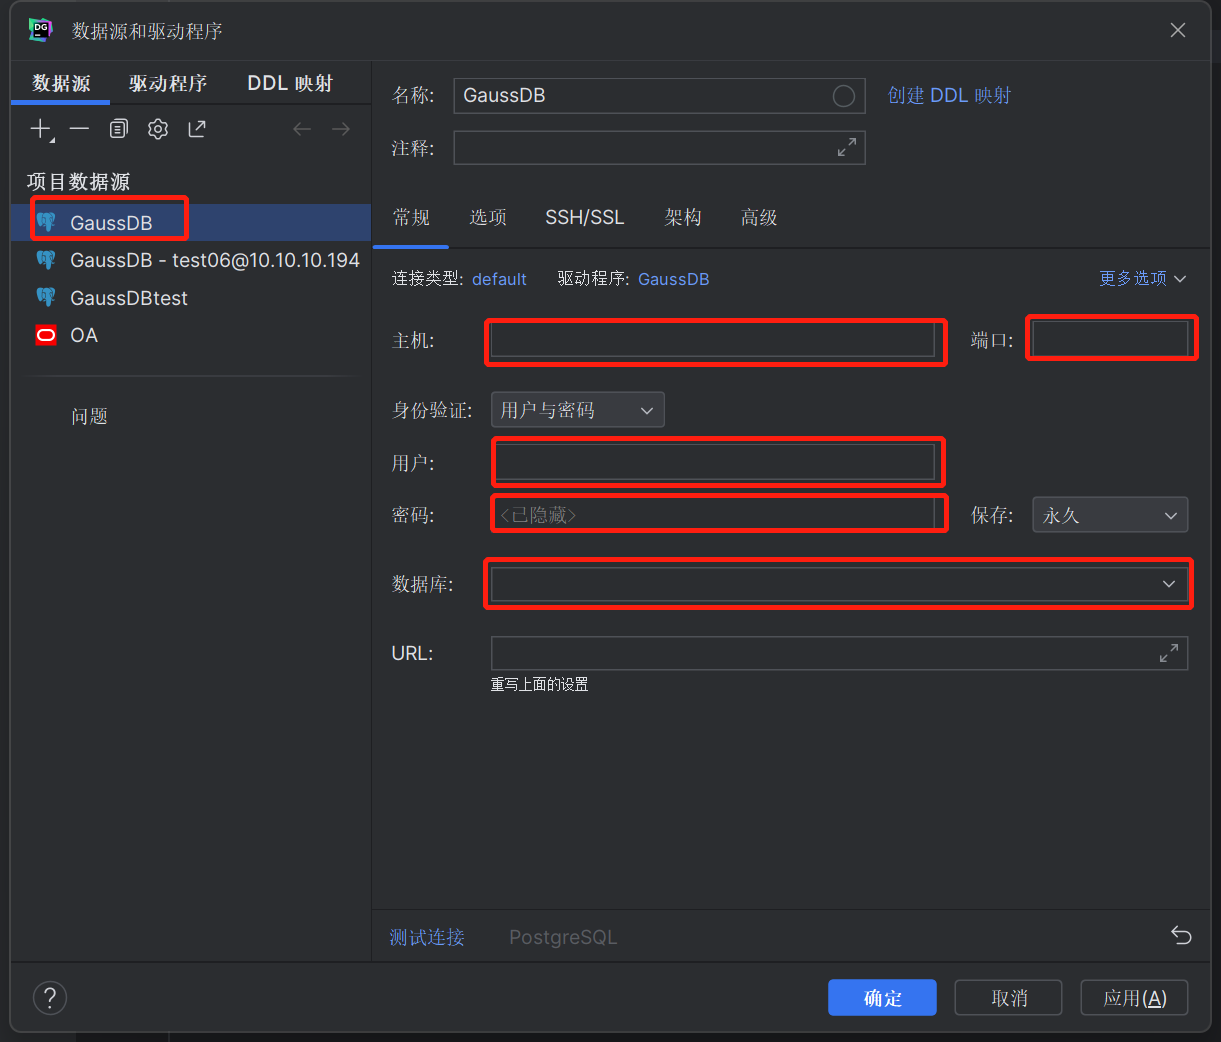 DG
数据源和驱动程序
数据源 驱动程序 DDL 映射
项目数据源
GaussDB
GaussDB - test06@10.10.10.194
GaussDBtest
OA
问题
名称: GaussDB 创建 DDL 映射
注释:
常规 选项 SSH/SSL 架构 高级
连接类型: default 驱动程序: GaussDB 更多选项
主机: 端口:
身份验证: 用户与密码
用户:
密码: <已隐藏> 保存: 永久
数据库:
URL:
重写上面的设置
测试连接 PostgreSQL
? 确定 取消 应用(A)